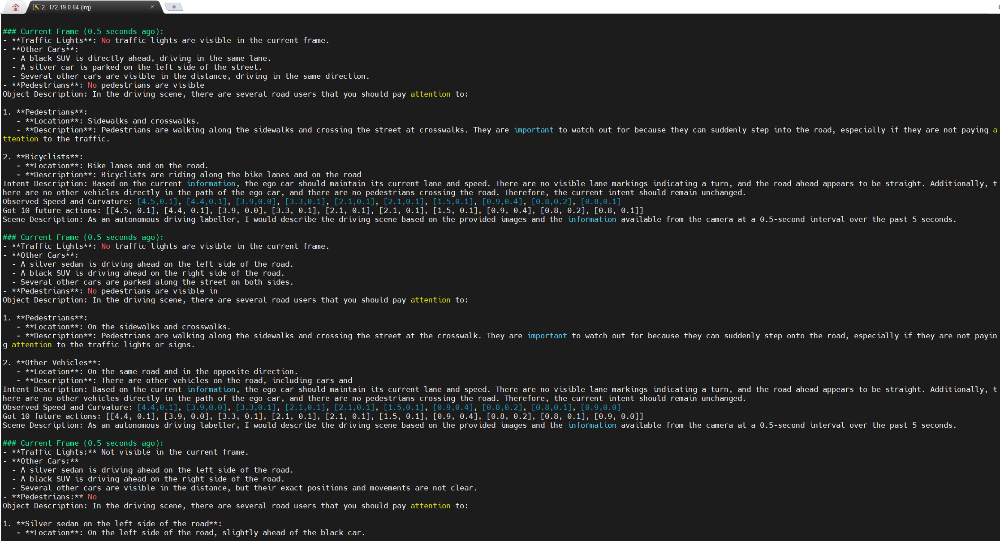 2. 172.19.0.64 (lrq)
### Current Frame (0.5 seconds ago):
- **Traffic Lights**: No traffic lights are visible in the current frame.
- **Other Cars**:
  - A black SUV is directly ahead, driving in the same lane.
  - A silver car is parked on the left side of the street.
  - Several other cars are visible in the distance, driving in the same direction.
- **Pedestrians**: No pedestrians are visible
Object Description: In the driving scene, there are several road users that you should pay attention to:
1. **Pedestrians**:
   - **Location**: Sidewalks and crosswalks.
   - **Description**: Pedestrians are walking along the sidewalks and crossing the street at crosswalks. They are important to watch out for because they can suddenly step into the road, especially if they are not paying a
ttention to the traffic.
2. **Bicyclists**:
   - **Location**: Bike lanes and on the road.
   - **Description**: Bicyclists are riding along the bike lanes and on the road
Intent Description: Based on the current information, the ego car should maintain its current lane and speed. There are no visible lane markings indicating a turn, and the road ahead appears to be straight. Additionally, t
here are no other vehicles directly in the path of the ego car, and there are no pedestrians crossing the road. Therefore, the current intent should remain unchanged.
Observed Speed and Curvature: [4.5,0.1], [4.4,0.1], [3.9,0.0], [3.3,0.1], [2.1,0.1], [2.1,0.1], [1.5,0.1], [0.9,0.4], [0.8,0.2], [0.8,0.1]
Got 10 future actions: [[4.5, 0.1], [4.4, 0.1], [3.9, 0.0], [3.3, 0.1], [2.1, 0.1], [2.1, 0.1], [1.5, 0.1], [0.9, 0.4], [0.8, 0.2], [0.8, 0.1]]
Scene Description: As an autonomous driving labeller, I would describe the driving scene based on the provided images and the information available from the camera at a 0.5-second interval over the past 5 seconds.
### Current Frame (0.5 seconds ago):
- **Traffic Lights**: No traffic lights are visible in the current frame.
- **Other Cars**:
  - A silver sedan is driving ahead on the left side of the road.
  - A black SUV is driving ahead on the right side of the road.
  - Several other cars are parked along the street on both sides.
- **Pedestrians**: No pedestrians are visible in
Object Description: In the driving scene, there are several road users that you should pay attention to:
1. **Pedestrians**:
   - **Location**: On the sidewalks and crosswalks.
   - **Description**: Pedestrians are walking along the sidewalks and crossing the street at the crosswalk. They are important to watch out for because they can suddenly step onto the road, especially if they are not payin
g attention to the traffic lights or signs.
2. **Other Vehicles**:
   - **Location**: On the same road and in the opposite direction.
   - **Description**: There are other vehicles on the road, including cars and
Intent Description: Based on the current information, the ego car should maintain its current lane and speed. There are no visible lane markings indicating a turn, and the road ahead appears to be straight. Additionally, t
here are no other vehicles directly in the path of the ego car, and there are no pedestrians crossing the road. Therefore, the current intent should remain unchanged.
Observed Speed and Curvature: [4.4,0.1], [3.9,0.0], [3.3,0.1], [2.1,0.1], [2.1,0.1], [1.5,0.1], [0.9,0.4], [0.8,0.2], [0.8,0.1], [0.9,0.0]
Got 10 future actions: [[4.4, 0.1], [3.9, 0.0], [3.3, 0.1], [2.1, 0.1], [2.1, 0.1], [1.5, 0.1], [0.9, 0.4], [0.8, 0.2], [0.8, 0.1], [0.9, 0.0]]
Scene Description: As an autonomous driving labeller, I would describe the driving scene based on the provided images and the information available from the camera at a 0.5-second interval over the past 5 seconds.
### Current Frame (0.5 seconds ago):
- **Traffic Lights:** Not visible in the current frame.
- **Other Cars:**
  - A silver sedan is driving ahead on the left side of the road.
  - A black SUV is driving ahead on the right side of the road.
  - Several other cars are visible in the distance, but their exact positions and movements are not clear.
- **Pedestrians:** No
Object Description: In the driving scene, there are several road users that you should pay attention to:
1. **Silver sedan on the left side of the road**:
   - **Location**: On the left side of the road, slightly ahead of the black car.